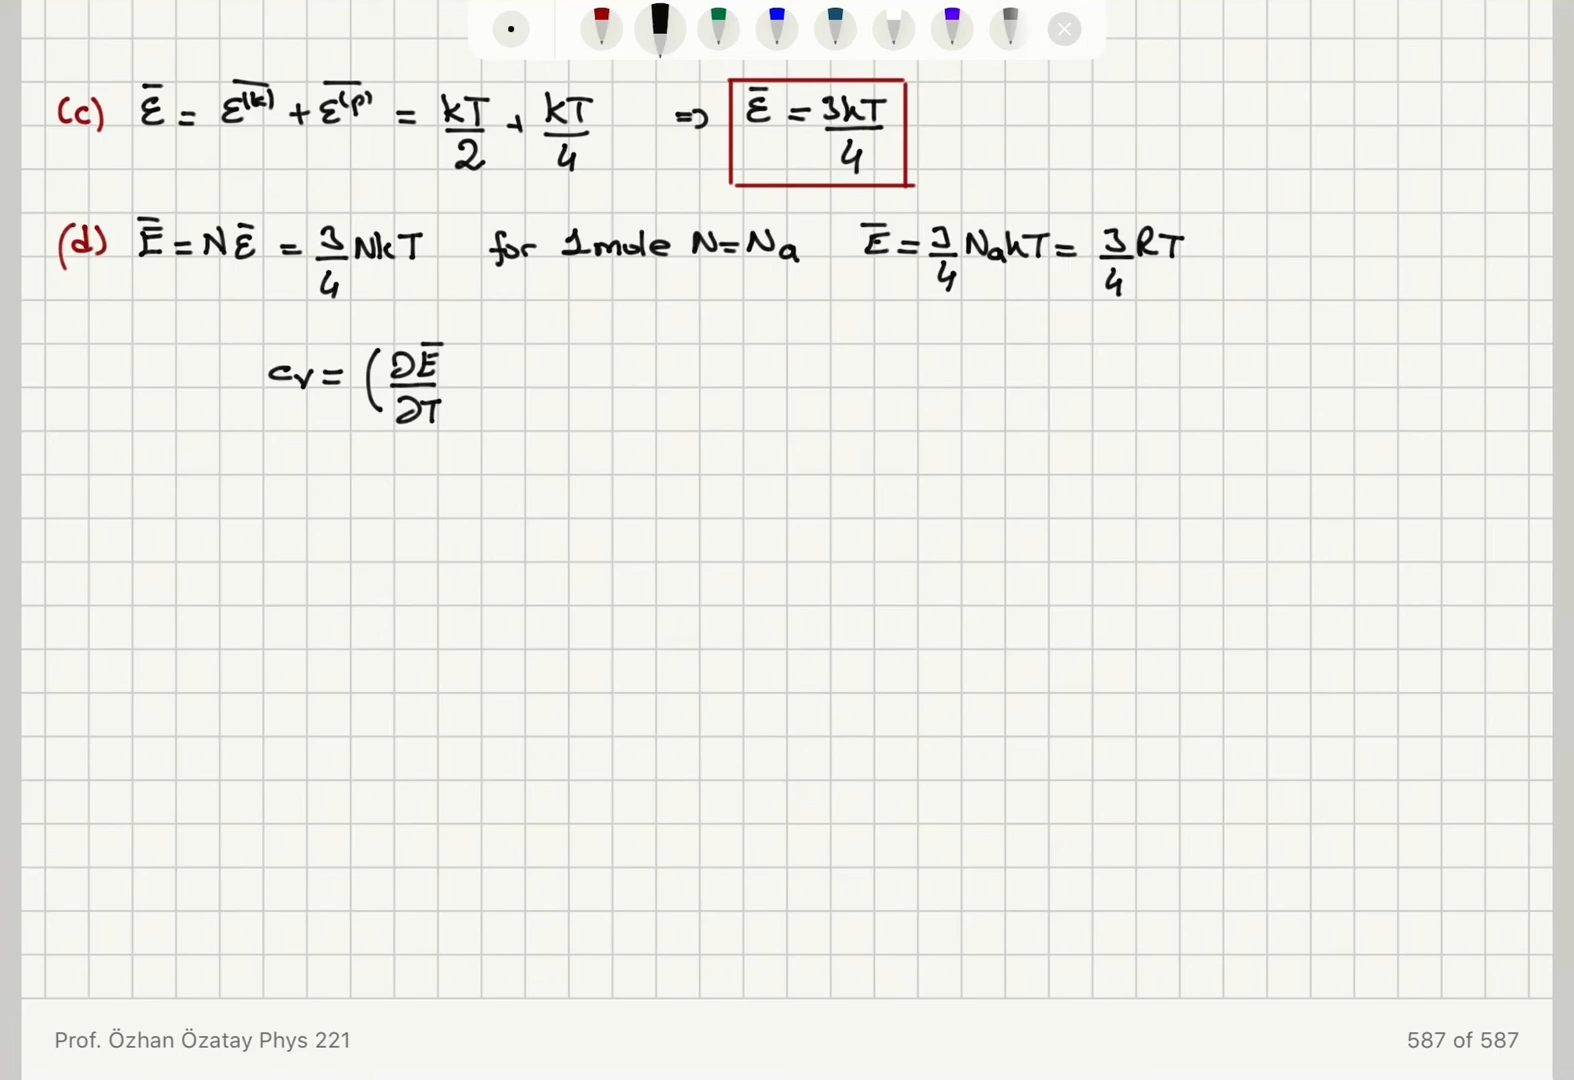 (c) ε̄ = ε̄⁽ᵏ⁾ + ε̄⁽ᵖ⁾ = kT/2 + kT/4 ⇒ ε̄ = 3kT/4
(d) Ē = Nε̄ = 3/4 NkT for 1 mole N = Nₐ Ē = 3/4 NₐkT = 3/4 RT
cᵥ = (∂Ē/∂T
Prof. Özhan Özatay Phys 221
587 of 587